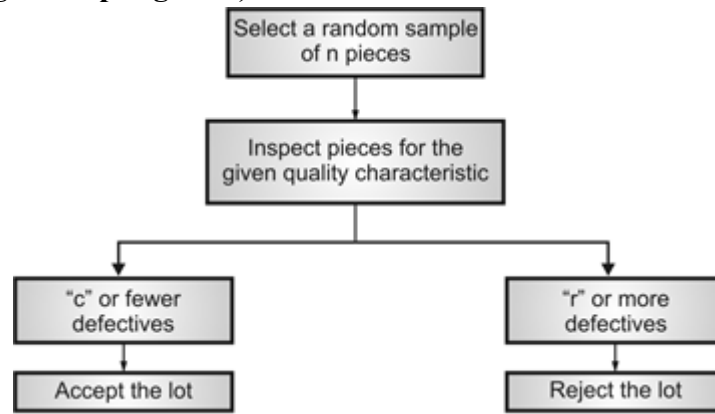 Select a random sample
of n pieces
Inspect pieces for the
given quality characteristic
"c" or fewer
defectives
"r" or more
defectives
Accept the lot
Reject the lot